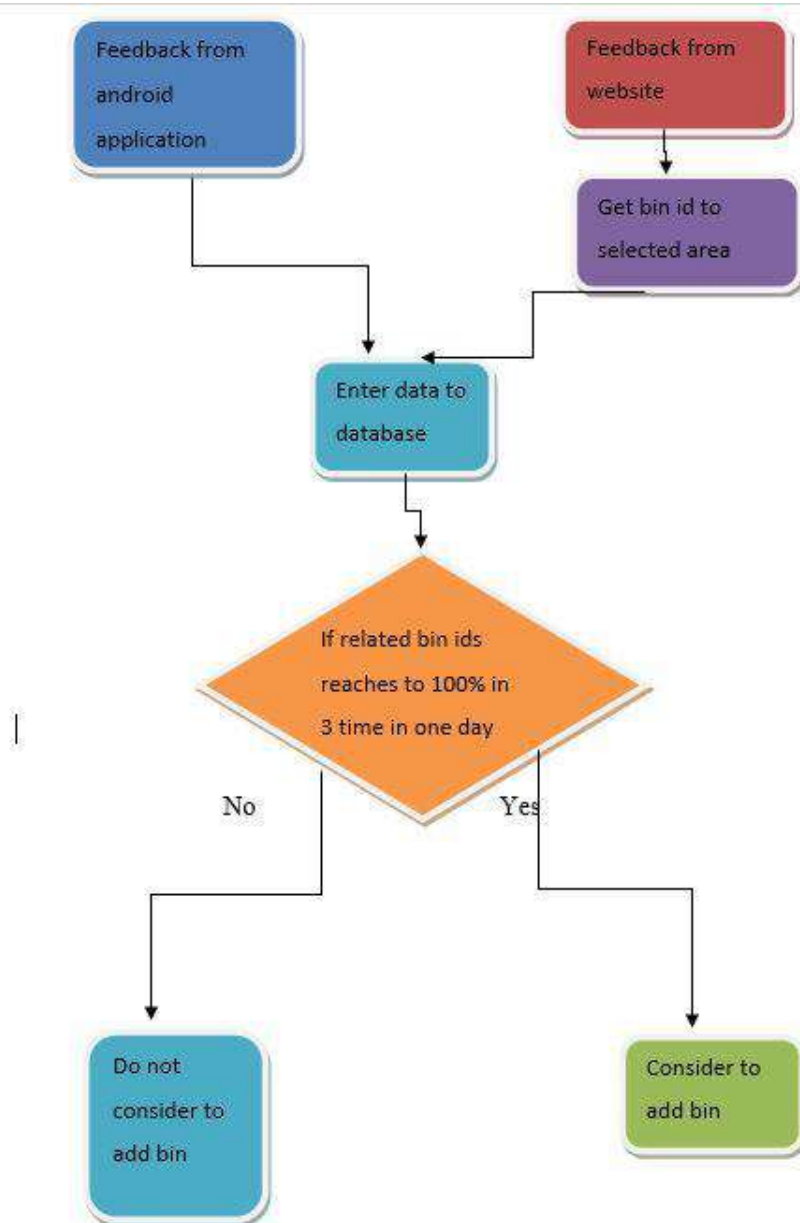 Feedback from
android
application
Feedback from
website
Get bin id to
selected area
Enter data to
database
If related bin ids
reaches to 100% in
3 time in one day
No
Yes
Do not
consider to
add bin
Consider to
add bin